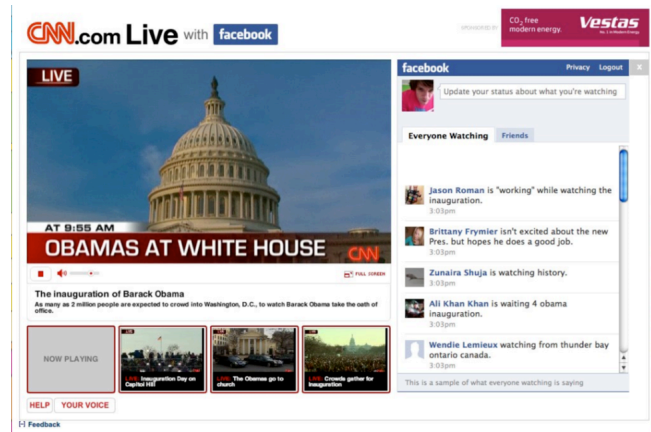 CNN.com Live with facebook
SPONSORED BY
CO2 free
modern energy.
Vestas
No. 1 in Modern Energy
LIVE
AT 9:55 AM
OBAMAS AT WHITE HOUSE
CNN
FULL SCREEN
The inauguration of Barack Obama
As many as 2 million people are expected to crowd into Washington, D.C., to watch Barack Obama take the oath of
office.
NOW PLAYING
LIVE Inauguration Day on
Capitol Hill
LIVE The Obamas go to
church
LIVE Crowds gather for
Inauguration
HELP
YOUR VOICE
[-] Feedback
facebook
Privacy
Logout
x
Update your status about what you're watching
Everyone Watching
Friends
Jason Roman is "working" while watching the
inauguration.
3:03pm
Brittany Frymier isn't excited about the new
Pres. but hopes he does a good job.
3:03pm
Zunaira Shuja is watching history.
3:03pm
Ali Khan Khan is waiting 4 obama
inauguration.
3:03pm
Wendie Lemieux watching from thunder bay
ontario canada.
3:03pm
This is a sample of what everyone watching is saying